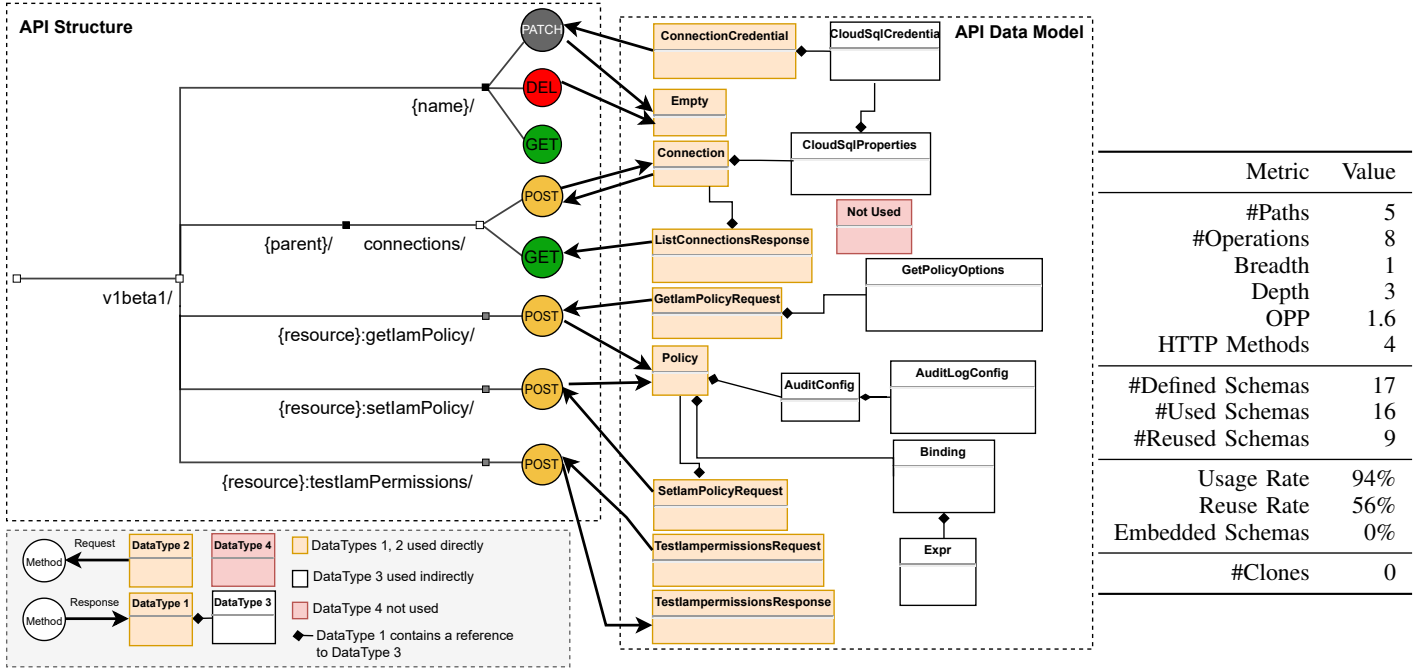 API Structure
PATCH
DEL
{name}/
GET
POST
{parent}/
connections/
GET
v1beta1/
{resource}:getIamPolicy/
POST
{resource}:setIamPolicy/
POST
{resource}:testIamPermissions/
POST
API Data Model
ConnectionCredential
CloudSqlCredentia
Empty
Connection
CloudSqlProperties
Not Used
ListConnectionsResponse
GetPolicyOptions
GetIamPolicyRequest
Policy
AuditConfig
AuditLogConfig
Binding
SetIamPolicyRequest
TestIampermissionsRequest
Expr
TestIampermissionsResponse
Method
Request
DataType 2
DataType 4
Method
Response
DataType 1
DataType 3
DataTypes 1, 2 used directly
DataType 3 used indirectly
DataType 4 not used
DataType 1 contains a reference
to DataType 3
Metric Value
#Paths 5
#Operations 8
Breadth 1
Depth 3
OPP 1.6
HTTP Methods 4
#Defined Schemas 17
#Used Schemas 16
#Reused Schemas 9
Usage Rate 94%
Reuse Rate 56%
Embedded Schemas 0%
#Clones 0